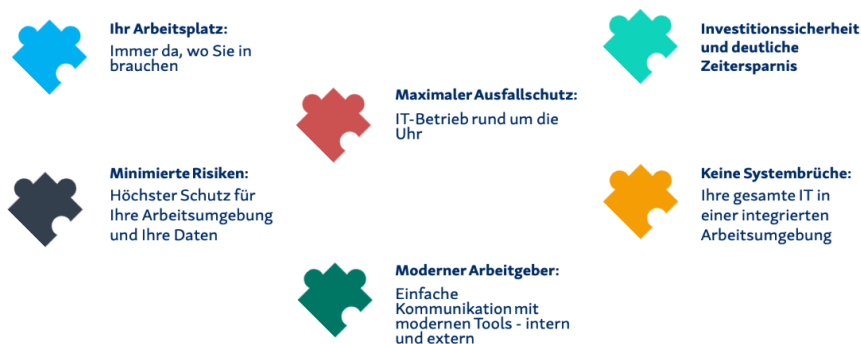 Ihr Arbeitsplatz:
Immer da, wo Sie in
brauchen
Minimierte Risiken:
Höchster Schutz für
Ihre Arbeitsumgebung
und Ihre Daten
Maximaler Ausfallschutz:
IT-Betrieb rund um die
Uhr
Moderner Arbeitgeber:
Einfache
Kommunikation mit
modernen Tools - intern
und extern
Investitionssicherheit
und deutliche
Zeitersparnis
Keine Systembrüche:
Ihre gesamte IT in
einer integrierten
Arbeitsumgebung